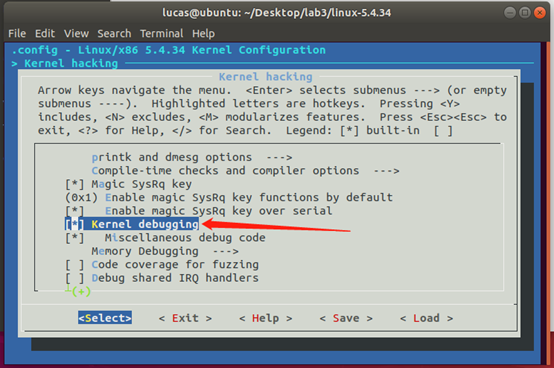 lucas@ubuntu: ~/Desktop/lab3/linux-5.4.34
File Edit View Search Terminal Help
.config - Linux/x86 5.4.34 Kernel Configuration
> Kernel hacking
Kernel hacking
Arrow keys navigate the menu. <Enter> selects submenus ---> (or empty
submenus ----). Highlighted letters are hotkeys. Pressing <Y>
includes, <N> excludes, <M> modularizes features. Press <Esc><Esc> to
exit, <?> for Help, </> for Search. Legend: [*] built-in [ ]
printk and dmesg options --->
Compile-time checks and compiler options --->
[*] Magic SysRq key
(0x1) Enable magic SysRq key functions by default
[*] Enable magic SysRq key over serial
[*] Kernel debugging
[*] Miscellaneous debug code
Memory Debugging --->
[ ] Code coverage for fuzzing
[ ] Debug shared IRQ handlers
┴(+)
<Select> < Exit > < Help > < Save > < Load >